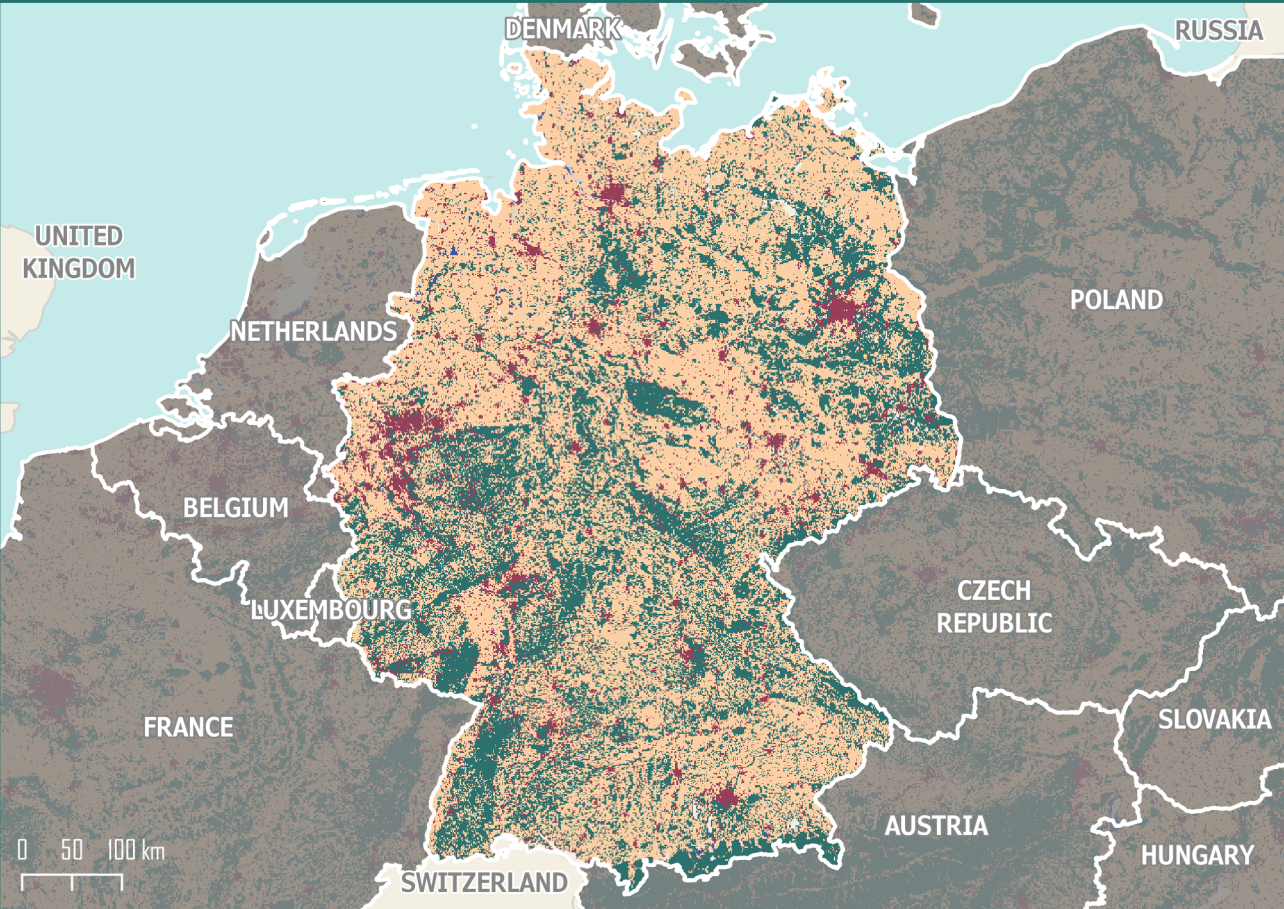 DENMARK
RUSSIA
UNITED
KINGDOM
POLAND
NETHERLANDS
BELGIUM
CZECH
REPUBLIC
LUXEMBOURG
FRANCE
SLOVAKIA
AUSTRIA
HUNGARY
0 50 100 km
SWITZERLAND